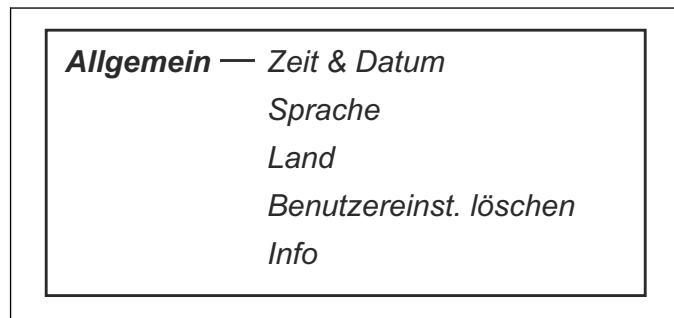 Allgemein — Zeit & Datum
Sprache
Land
Benutzereinst. löschen
Info